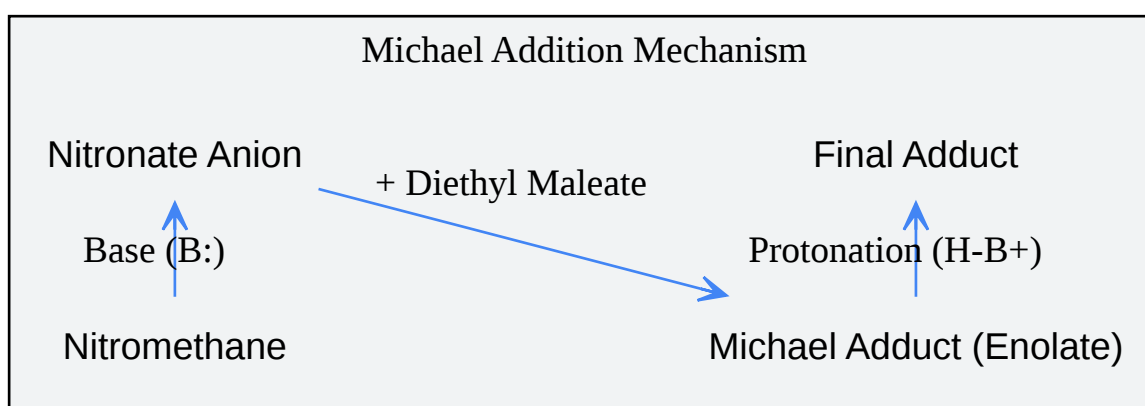 Michael Addition Mechanism
Nitronate Anion
Final Adduct
+ Diethyl Maleate
Base (B:)
Protonation (H-B+)
Nitromethane
Michael Adduct (Enolate)